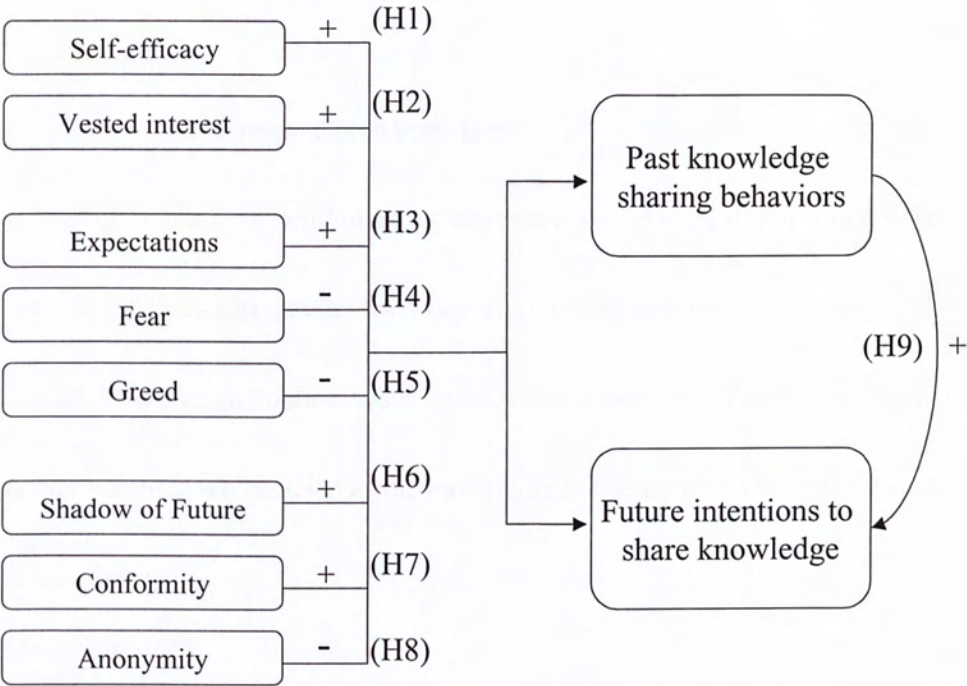 Self-efficacy
+
(H1)
Vested interest
+
(H2)
Expectations
+
(H3)
Fear
-
(H4)
Greed
-
(H5)
Shadow of Future
+
(H6)
Conformity
+
(H7)
Anonymity
-
(H8)
Past knowledge
sharing behaviors
(H9) +
Future intentions to
share knowledge